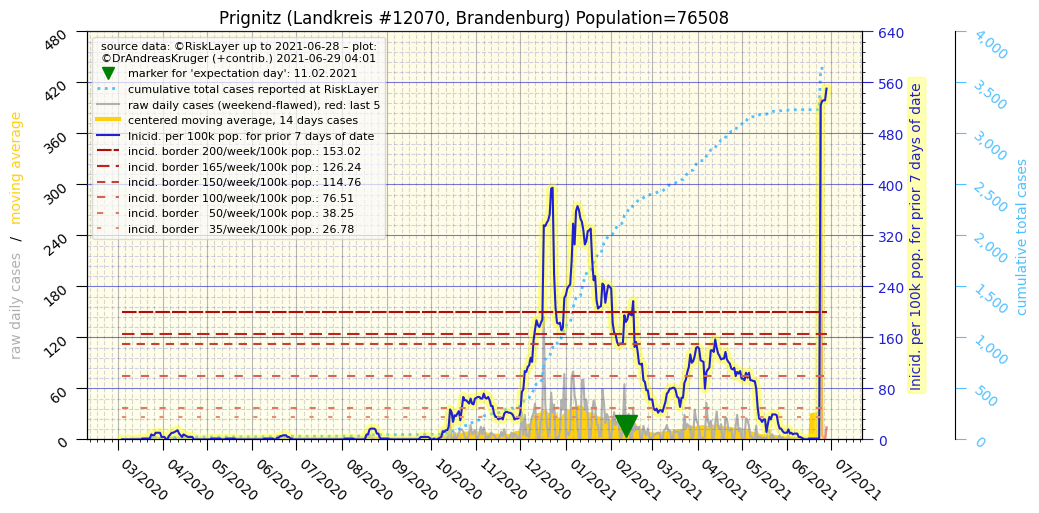 Prignitz (Landkreis #12070, Brandenburg) Population=76508
source data: ©RiskLayer up to 2021-06-28 – plot:
©DrAndreasKruger (+contrib.) 2021-06-29 04:01
marker for 'expectation day': 11.02.2021
cumulative total cases reported at RiskLayer
raw daily cases (weekend-flawed), red: last 5
centered moving average, 14 days cases
Inicid. per 100k pop. for prior 7 days of date
incid. border 200/week/100k pop.: 153.02
incid. border 165/week/100k pop.: 126.24
incid. border 150/week/100k pop.: 114.76
incid. border 100/week/100k pop.: 76.51
incid. border 50/week/100k pop.: 38.25
incid. border 35/week/100k pop.: 26.78
raw daily cases / moving average
480
420
360
300
240
180
120
60
0
03/2020
04/2020
05/2020
06/2020
07/2020
08/2020
09/2020
10/2020
11/2020
12/2020
01/2021
02/2021
03/2021
04/2021
05/2021
06/2021
07/2021
640
560
480
400
320
240
160
80
0
Inicid. per 100k pop. for prior 7 days of date
4,000
3,500
3,000
2,500
2,000
1,500
1,000
500
0
cumulative total cases